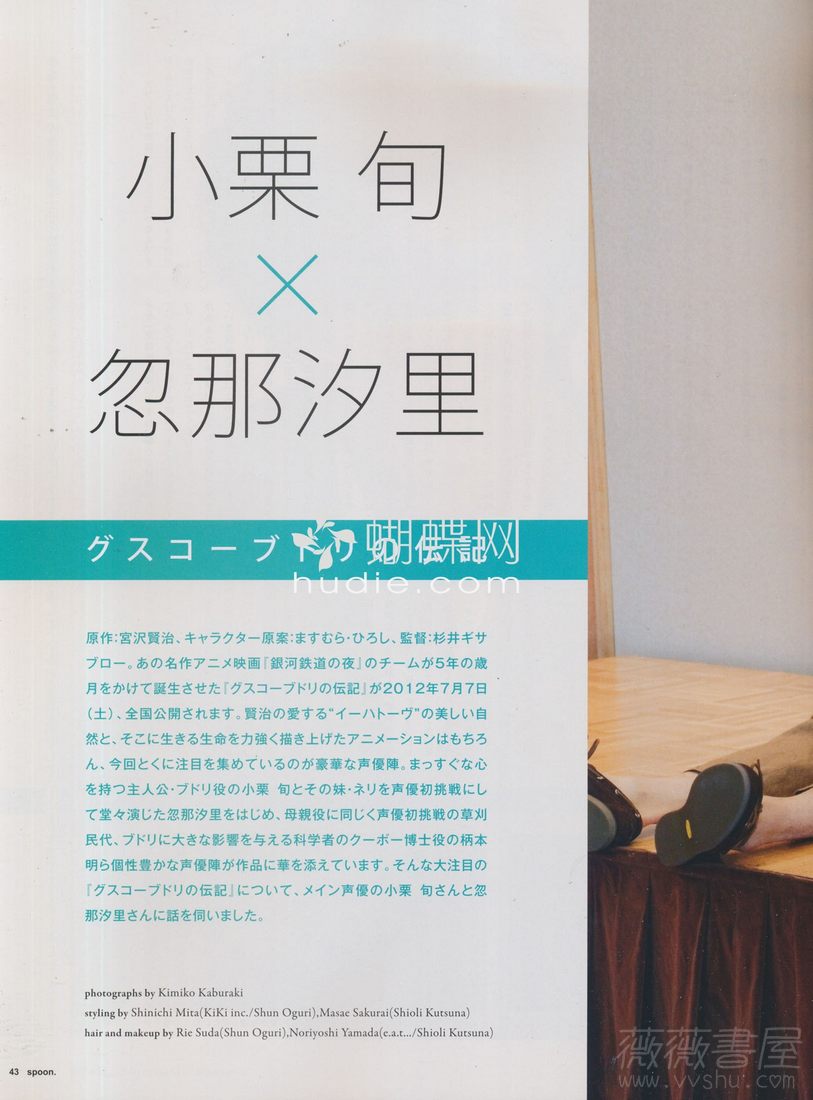 小栗 旬
×
忽那汐里
グスコーブドリの伝記
蝴蝶网
hudie.com
原作：宮沢賢治、キャラクター原案：ますむら・ひろし、監督：杉井ギサ
ブロー。あの名作アニメ映画『銀河鉄道の夜』のチームが5年の歳
月をかけて誕生させた『グスコーブドリの伝記』が2012年7月7日
（土）、全国公開されます。賢治の愛する“イーハトーヴ”の美しい自
然と、そこに生きる生命を力強く描き上げたアニメーションはもちろ
ん、今回とくに注目を集めているのが豪華な声優陣。まっすぐな心
を持つ主人公・ブドリ役の小栗 旬とその妹・ネリを声優初挑戦にし
て堂々演じた忽那汐里をはじめ、母親役に同じく声優初挑戦の草刈
民代、ブドリに大きな影響を与える科学者のクーボー博士役の柄本
明ら個性豊かな声優陣が作品に華を添えています。そんな大注目の
『グスコーブドリの伝記』について、メイン声優の小栗 旬さんと忽
那汐里さんに話を伺いました。
photographs by Kimiko Kaburaki
styling by Shinichi Mita(KiKi inc./Shun Oguri),Masae Sakurai(Shioli Kutsuna)
hair and makeup by Rie Suda(Shun Oguri),Noriyoshi Yamada(e.a.t.../Shioli Kutsuna)
43 spoon.
薇薇書屋
www.vvshu.com